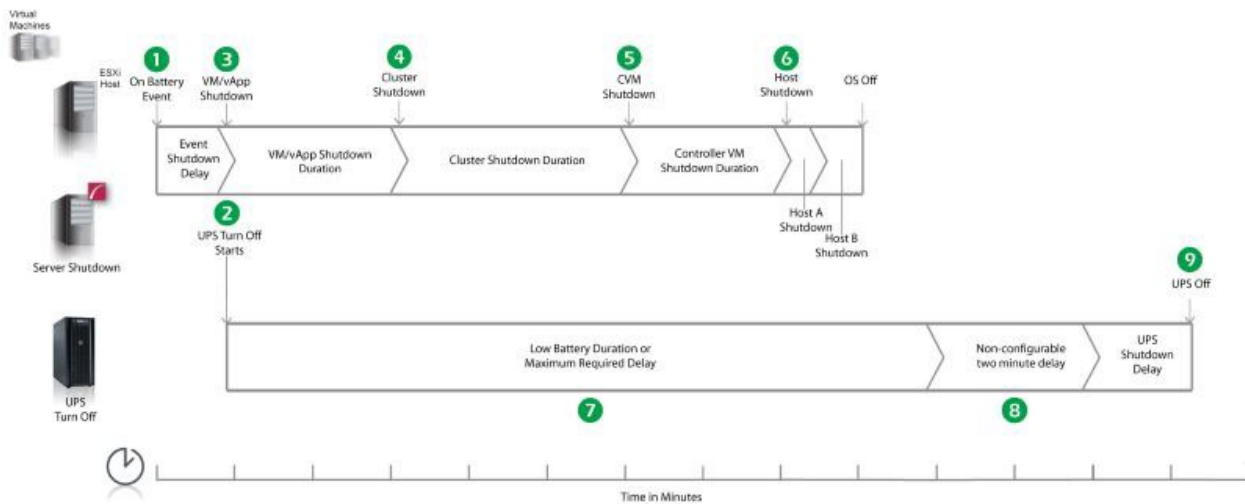 Virtual
Machines
ESXi
Host
1
On Battery
Event
3
VM/vApp
Shutdown
4
Cluster
Shutdown
5
CVM
Shutdown
6
Host
Shutdown
OS Off
Event
Shutdown
Delay
VM/vApp Shutdown
Duration
Cluster Shutdown Duration
Controller VM
Shutdown Duration
Host A
Shutdown
Host B
Shutdown
2
UPS Turn Off
Starts
Server Shutdown
9
UPS Off
Low Battery Duration or
Maximum Required Delay
Non-configurable
two minute delay
UPS
Shutdown
Delay
7
8
UPS
Turn Off
Time in Minutes